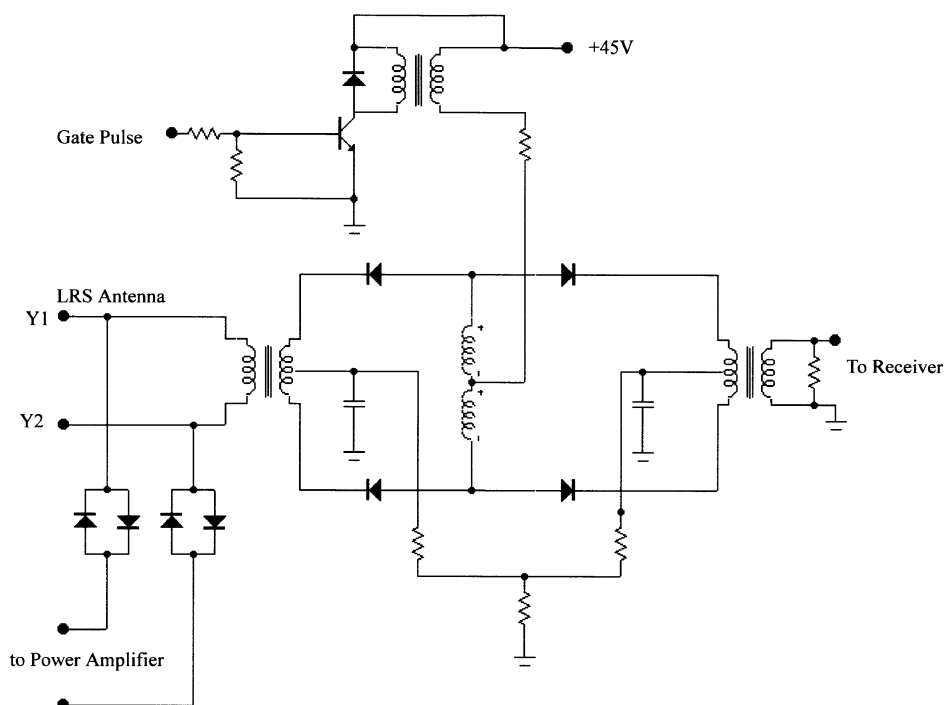 +45V
Gate Pulse
LRS Antenna
Y1
To Receiver
Y2
to Power Amplifier